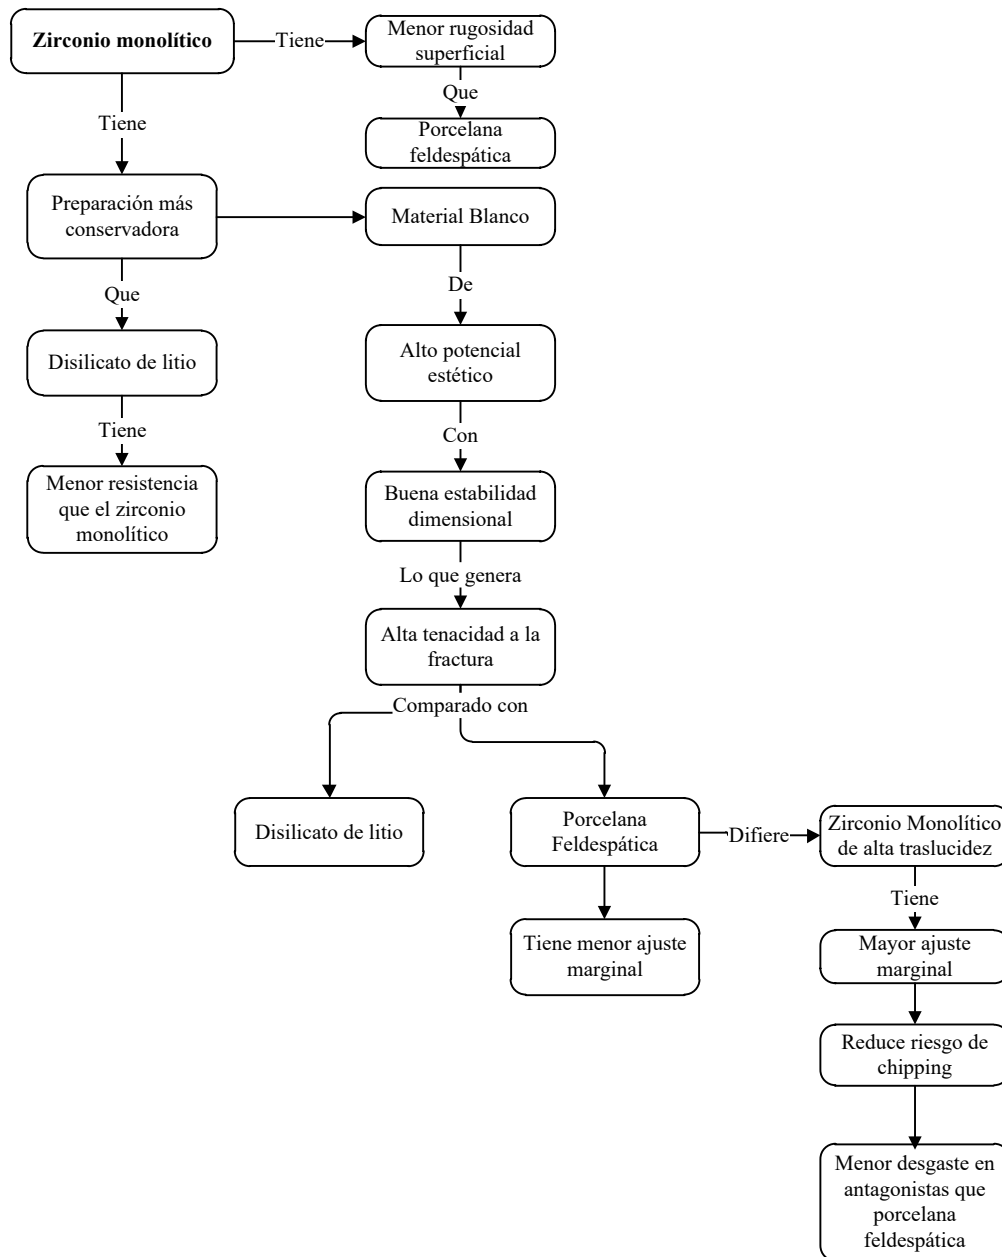 Zirconio monolítico
Tiene
Menor rugosidad
superficial
Que
Porcelana
feldespática
Tiene
Preparación más
conservadora
Material Blanco
Que
De
Disilicato de litio
Alto potencial
estético
Tiene
Con
Menor resistencia
que el zirconio
monolítico
Buena estabilidad
dimensional
Lo que genera
Alta tenacidad a la
fractura
Comparado con
Disilicato de litio
Porcelana
Feldespática
Difiere
Zirconio Monolítico
de alta traslucidez
Tiene
Tiene menor ajuste
marginal
Mayor ajuste
marginal
Reduce riesgo de
chipping
Menor desgaste en
antagonistas que
porcelana
feldespática